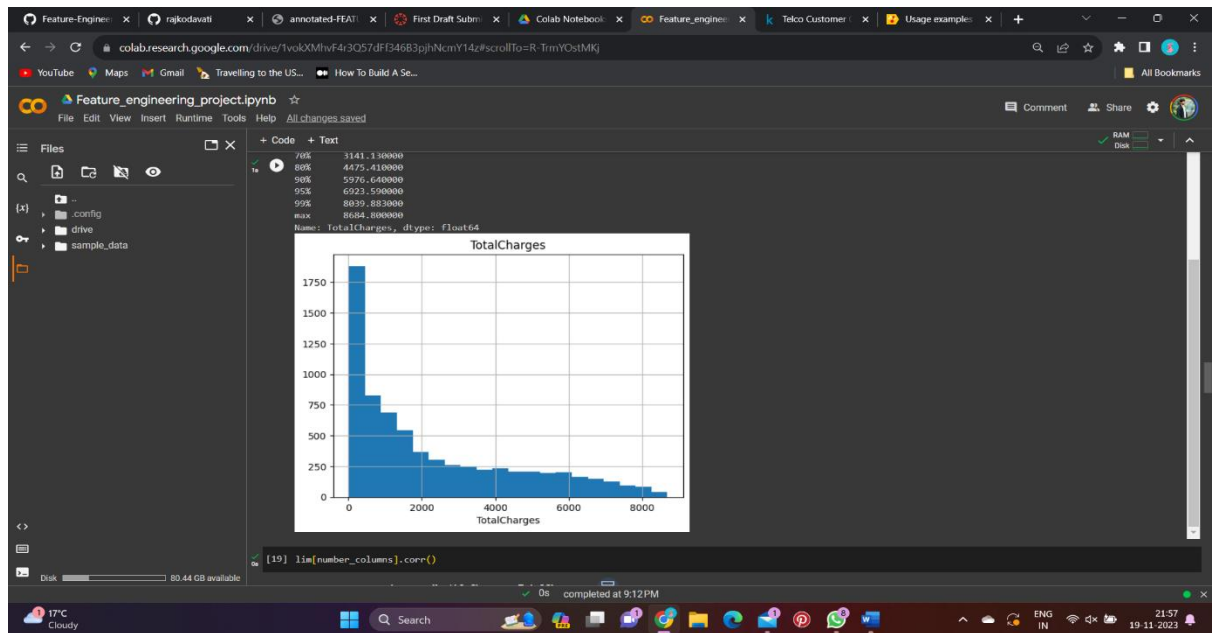 Feature-Engineer
rajkodavati
annotated-FEAT
First Draft Submi
Colab Notebook
Feature_enginee
Telco Customer
Usage examples
colab.research.google.com/drive/1vokXMhvF4r3Q57dFf346B3pjhNcmY14z#scrollTo=R-TrmYOstMKj
YouTube Maps Gmail Travelling to the US... How To Build A Se... All Bookmarks
Feature_engineering_project.ipynb
Comment Share
File Edit View Insert Runtime Tools Help All changes saved
Files
+ Code + Text
RAM
Disk
..
.config
drive
sample_data
{x}
1s
70% 3141.130000
80% 4475.410000
90% 5976.640000
95% 6923.590000
99% 8039.883000
max 8684.800000
Name: TotalCharges, dtype: float64
TotalCharges
1750
1500
1250
1000
750
500
250
0
0 2000 4000 6000 8000
TotalCharges
0s
[19] lim[number_columns].corr()
Disk 80.44 GB available
0s completed at 9:12 PM
17°C
Cloudy
Search
ENG
IN
21:57
19-11-2023